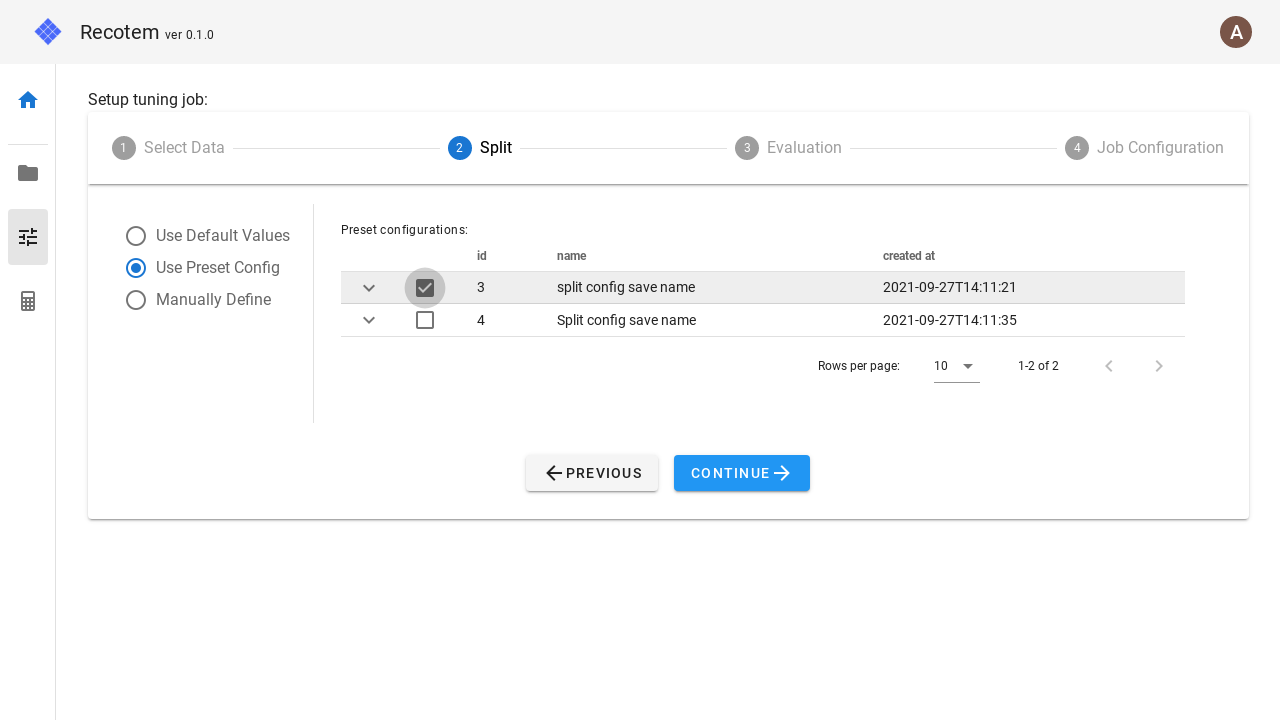 Recotem ver 0.1.0
A
Setup tuning job:
1 Select Data
2 Split
3 Evaluation
4 Job Configuration
Use Default Values
Use Preset Config
Manually Define
Preset configurations:
id name created at
3 split config save name 2021-09-27T14:11:21
4 Split config save name 2021-09-27T14:11:35
Rows per page: 10 1-2 of 2
PREVIOUS
CONTINUE